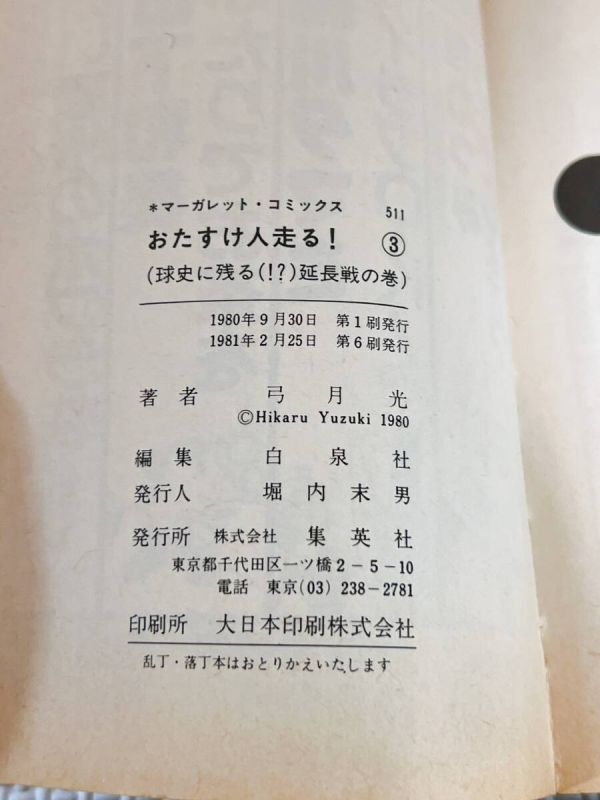 *マーガレット・コミックス 511
おたすけ人走る! ③
(球史に残る(!?)延長戦の巻)
1980年9月30日 第1刷発行
1981年2月25日 第6刷発行
著者 弓月光
©Hikaru Yuzuki 1980
編集 白泉社
発行人 堀内末男
発行所 株式会社 集英社
東京都千代田区一ツ橋2-5-10
電話 東京(03)238-2781
印刷所 大日本印刷株式会社
乱丁・落丁本はおとりかえいたします